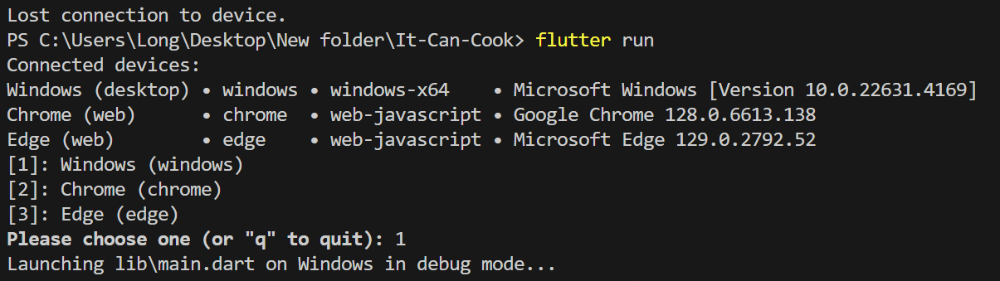 Lost connection to device.
PS C:\Users\Long\Desktop\New folder\It-Can-Cook> flutter run
Connected devices:
Windows (desktop) • windows • windows-x64    • Microsoft Windows [Version 10.0.22631.4169]
Chrome (web)      • chrome  • web-javascript • Google Chrome 128.0.6613.138
Edge (web)        • edge    • web-javascript • Microsoft Edge 129.0.2792.52
[1]: Windows (windows)
[2]: Chrome (chrome)
[3]: Edge (edge)
Please choose one (or "q" to quit): 1
Launching lib\main.dart on Windows in debug mode...